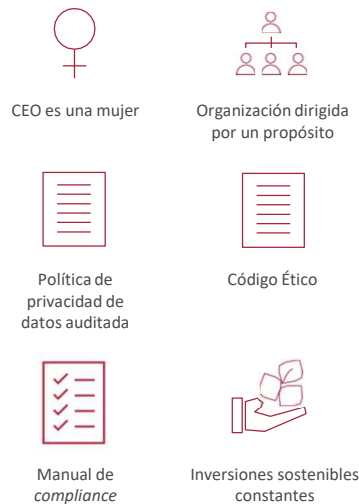 CEO es una mujer
Organización dirigida
por un propósito
Política de
privacidad de
datos auditada
Código Ético
Manual de
compliance
Inversiones sostenibles
constantes